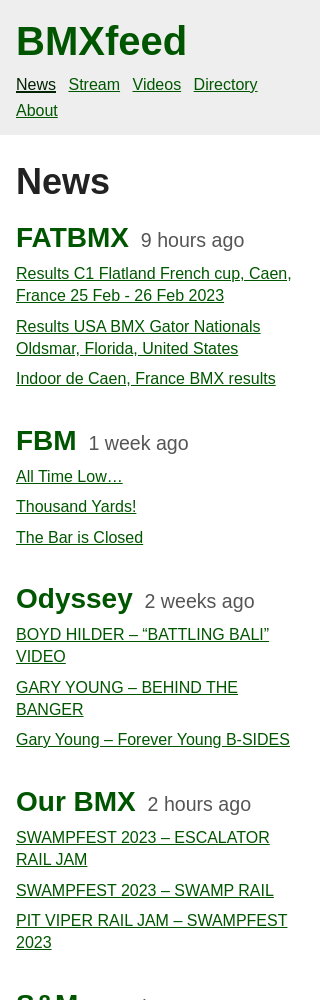 BMXfeed
News Stream Videos Directory
About
News
FATBMX 9 hours ago
Results C1 Flatland French cup, Caen,
France 25 Feb - 26 Feb 2023
Results USA BMX Gator Nationals
Oldsmar, Florida, United States
Indoor de Caen, France BMX results
FBM 1 week ago
All Time Low…
Thousand Yards!
The Bar is Closed
Odyssey 2 weeks ago
BOYD HILDER – “BATTLING BALI”
VIDEO
GARY YOUNG – BEHIND THE
BANGER
Gary Young – Forever Young B-SIDES
Our BMX 2 hours ago
SWAMPFEST 2023 – ESCALATOR
RAIL JAM
SWAMPFEST 2023 – SWAMP RAIL
PIT VIPER RAIL JAM – SWAMPFEST
2023